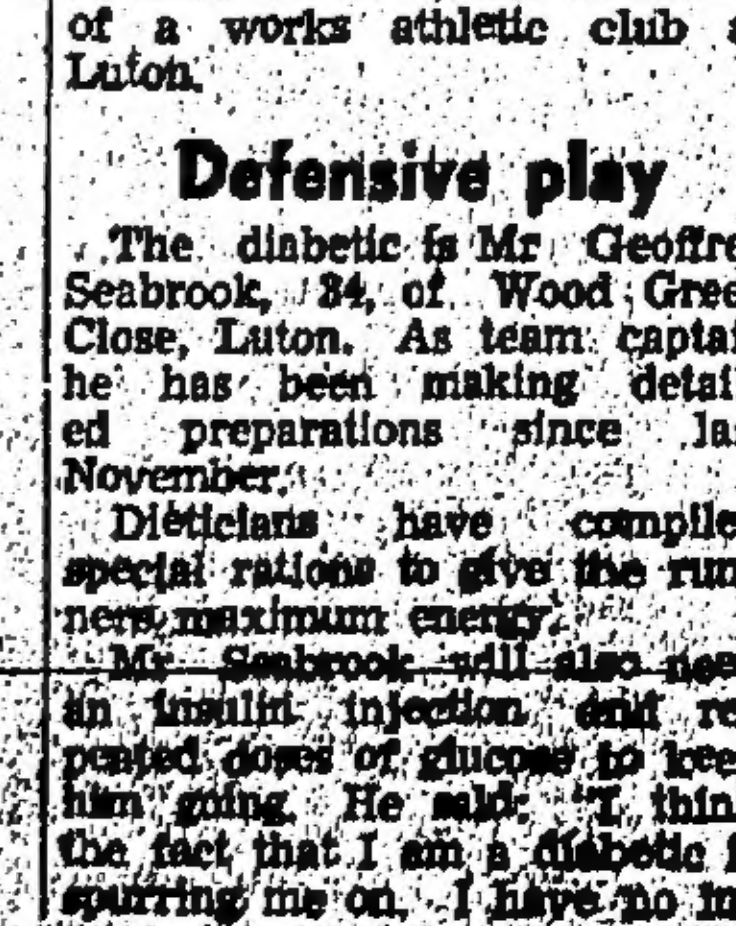 of a works athletic club a
Luton.
Defensive play
The diabetic is Mr Geoffre
Seabrook, 34, of Wood Gree
Close, Luton. As team captai
he has been making detail
ed preparations since las
November.
Dieticians have compile
special rations to give the run
ners maximum energy.
Mr Seabrook will also nee
an insulin injection and re
peated doses of glucose to kee
him going. He said: "I thin
the fact that I am a diabetic i
spurring me on. I have no in